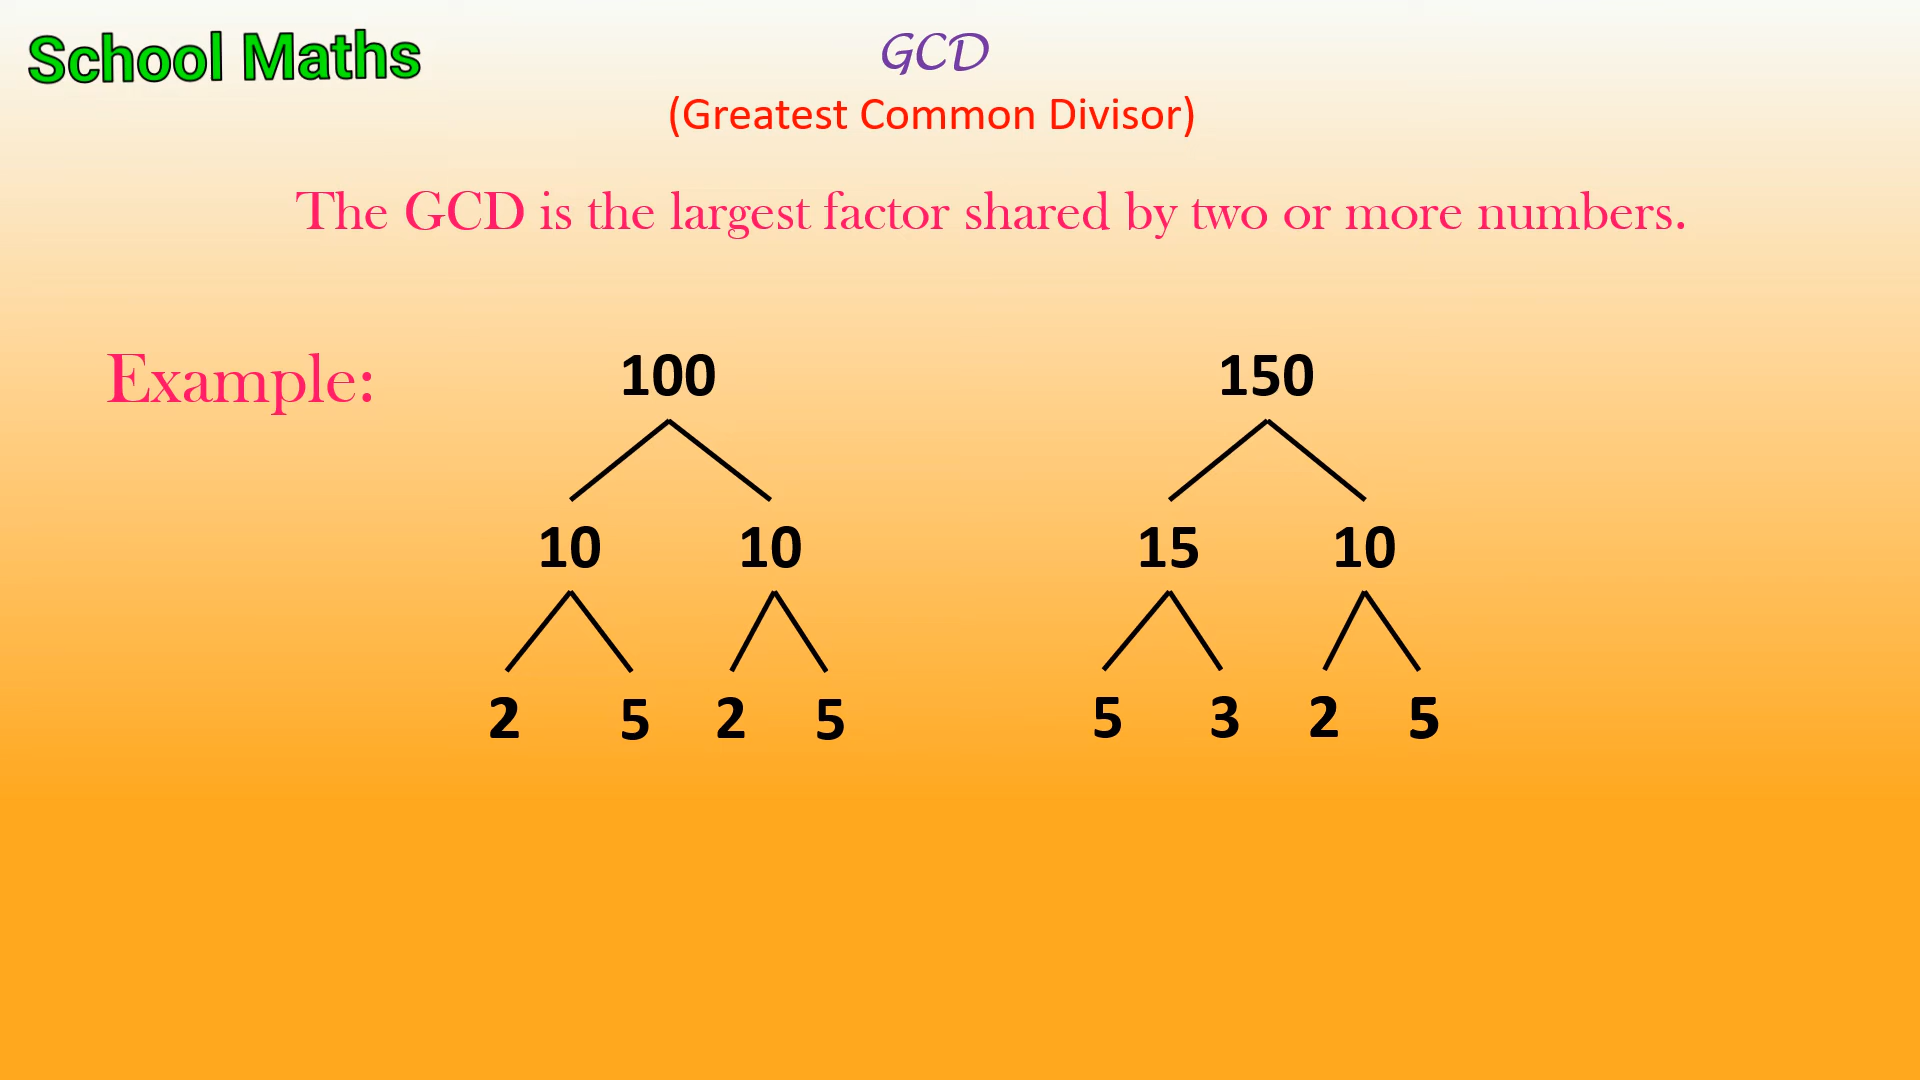 School Maths
GCD
(Greatest Common Divisor)
The GCD is the largest factor shared by two or more numbers.
Example:
100 150
10 10 15 10
2 5 2 5 5 3 2 5